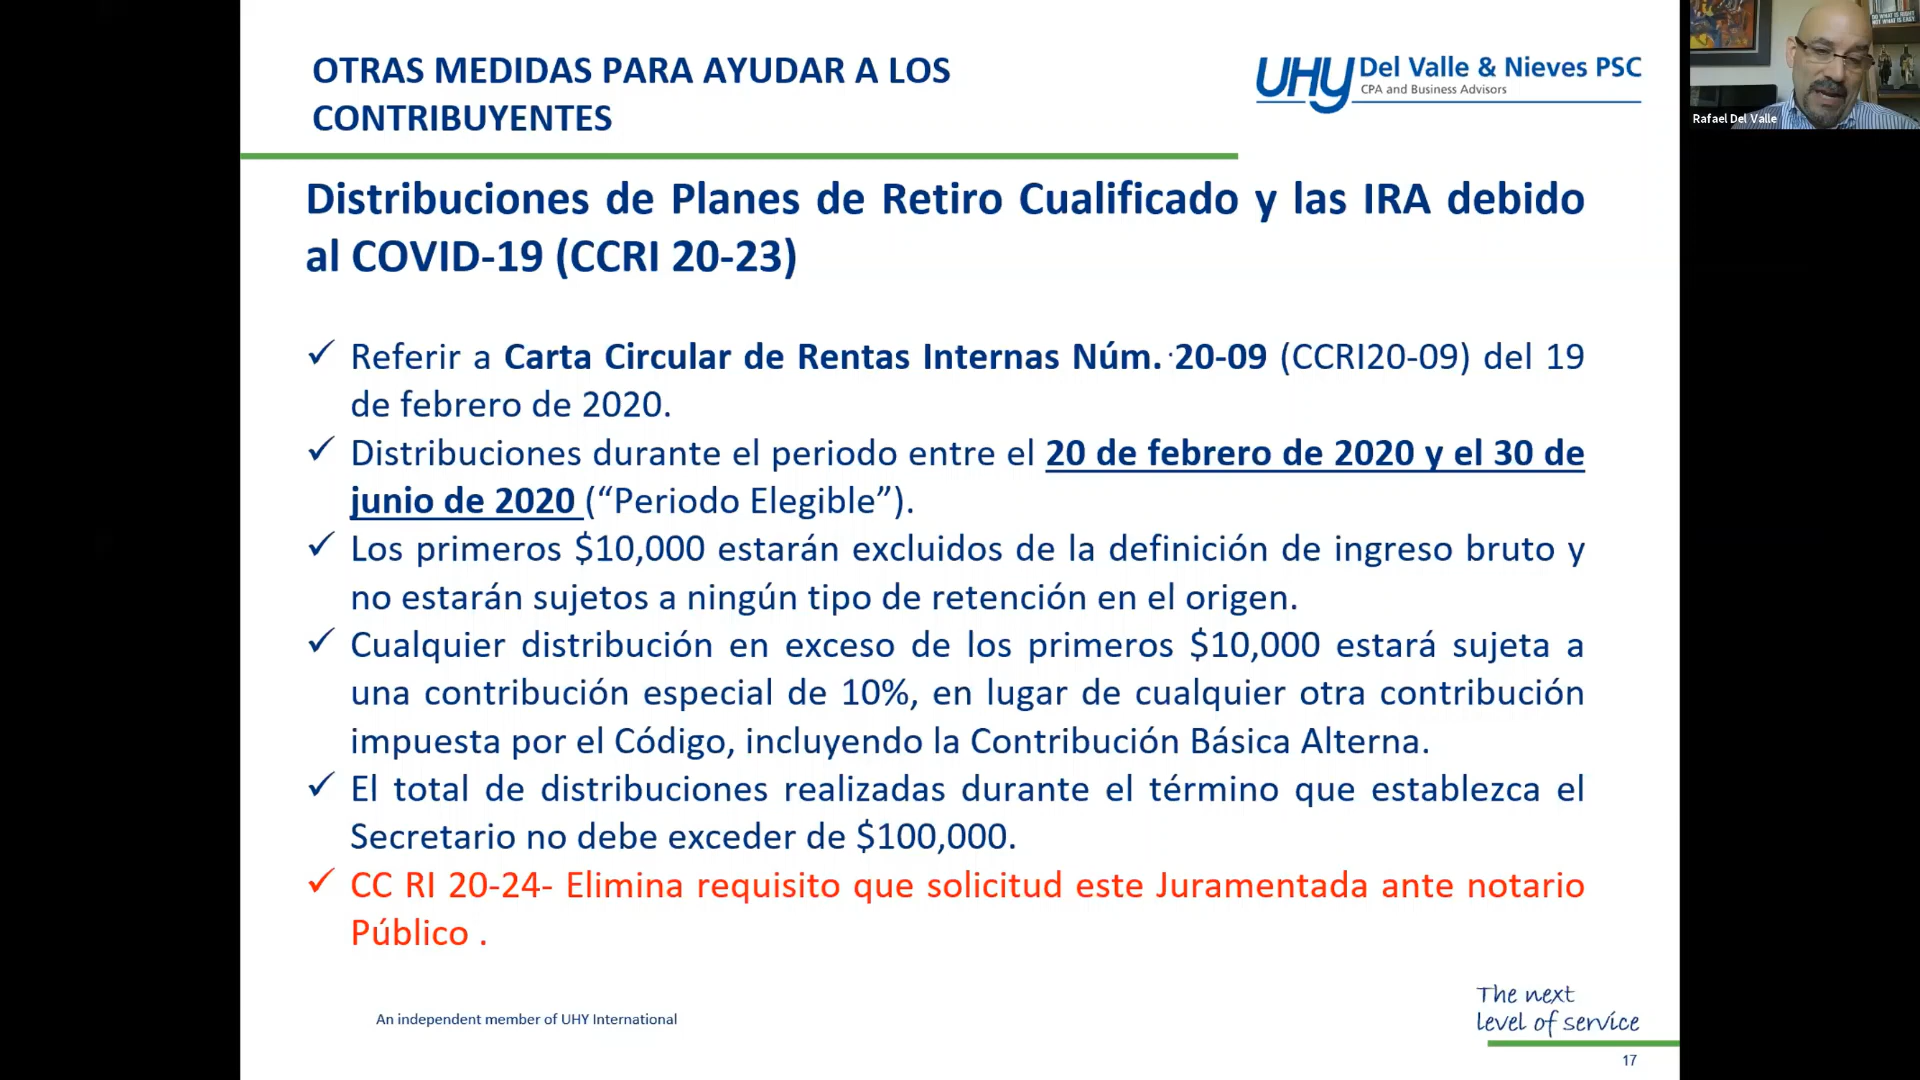 OTRAS MEDIDAS PARA AYUDAR A LOS
CONTRIBUYENTES
UHY Del Valle & Nieves PSC
CPA and Business Advisors
DO WHAT IS RIGHT
NOT WHAT IS EASY
Rafael Del Valle
Distribuciones de Planes de Retiro Cualificado y las IRA debido
al COVID-19 (CCRI 20-23)
✓ Referir a Carta Circular de Rentas Internas Núm. 20-09 (CCRI20-09) del 19
de febrero de 2020.
✓ Distribuciones durante el periodo entre el 20 de febrero de 2020 y el 30 de
junio de 2020 (“Periodo Elegible”).
✓ Los primeros $10,000 estarán excluidos de la definición de ingreso bruto y
no estarán sujetos a ningún tipo de retención en el origen.
✓ Cualquier distribución en exceso de los primeros $10,000 estará sujeta a
una contribución especial de 10%, en lugar de cualquier otra contribución
impuesta por el Código, incluyendo la Contribución Básica Alterna.
✓ El total de distribuciones realizadas durante el término que establezca el
Secretario no debe exceder de $100,000.
✓ CC RI 20-24- Elimina requisito que solicitud este Juramentada ante notario
Público .
An independent member of UHY International
The next
level of service
17